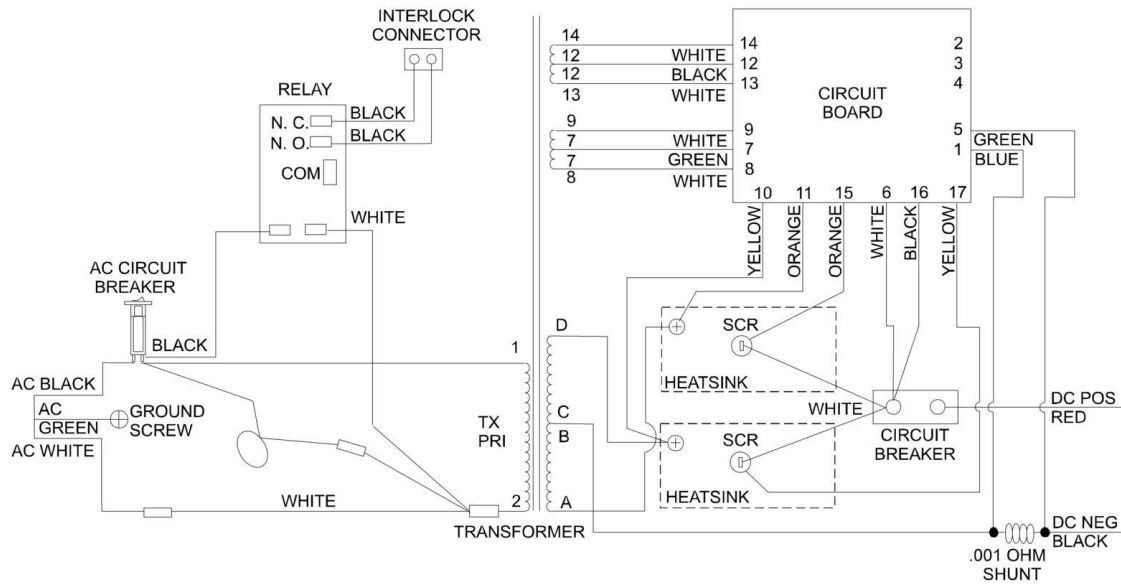 INTERLOCK
CONNECTOR
RELAY
N. C.
BLACK
N. O.
BLACK
COM
WHITE
AC CIRCUIT
BREAKER
BLACK
AC BLACK
AC
GREEN
GROUND
SCREW
AC WHITE
WHITE
1
TX
PRI
2
TRANSFORMER
14
12
WHITE
12
BLACK
13
WHITE
9
7
WHITE
7
GREEN
8
WHITE
14
12
13
9
7
8
CIRCUIT
BOARD
2
3
4
5
1
GREEN
BLUE
10
11
15
6
16
17
YELLOW
ORANGE
ORANGE
WHITE
BLACK
YELLOW
D
C
B
A
SCR
HEATSINK
SCR
HEATSINK
WHITE
CIRCUIT
BREAKER
DC POS
RED
DC NEG
BLACK
.001 OHM
SHUNT